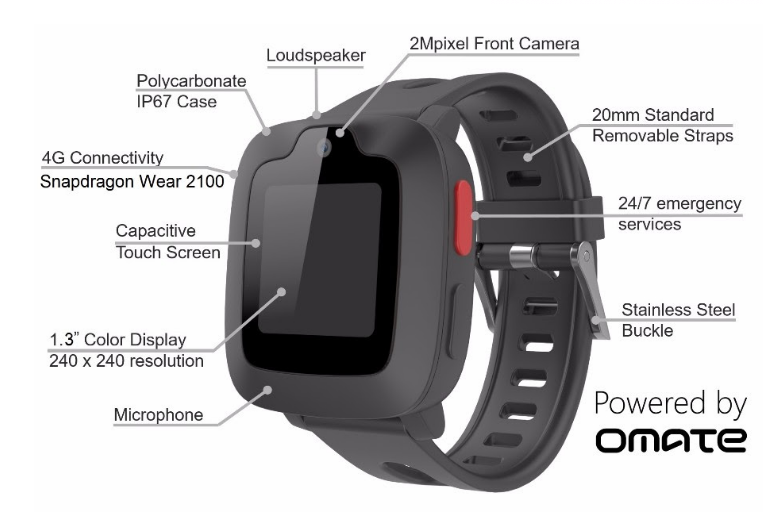 Loudspeaker
2Mpixel Front Camera
Polycarbonate
IP67 Case
20mm Standard
Removable Straps
4G Connectivity
Snapdragon Wear 2100
24/7 emergency
services
Capacitive
Touch Screen
Stainless Steel
Buckle
1.3” Color Display
240 x 240 resolution
Microphone
Powered by
omate